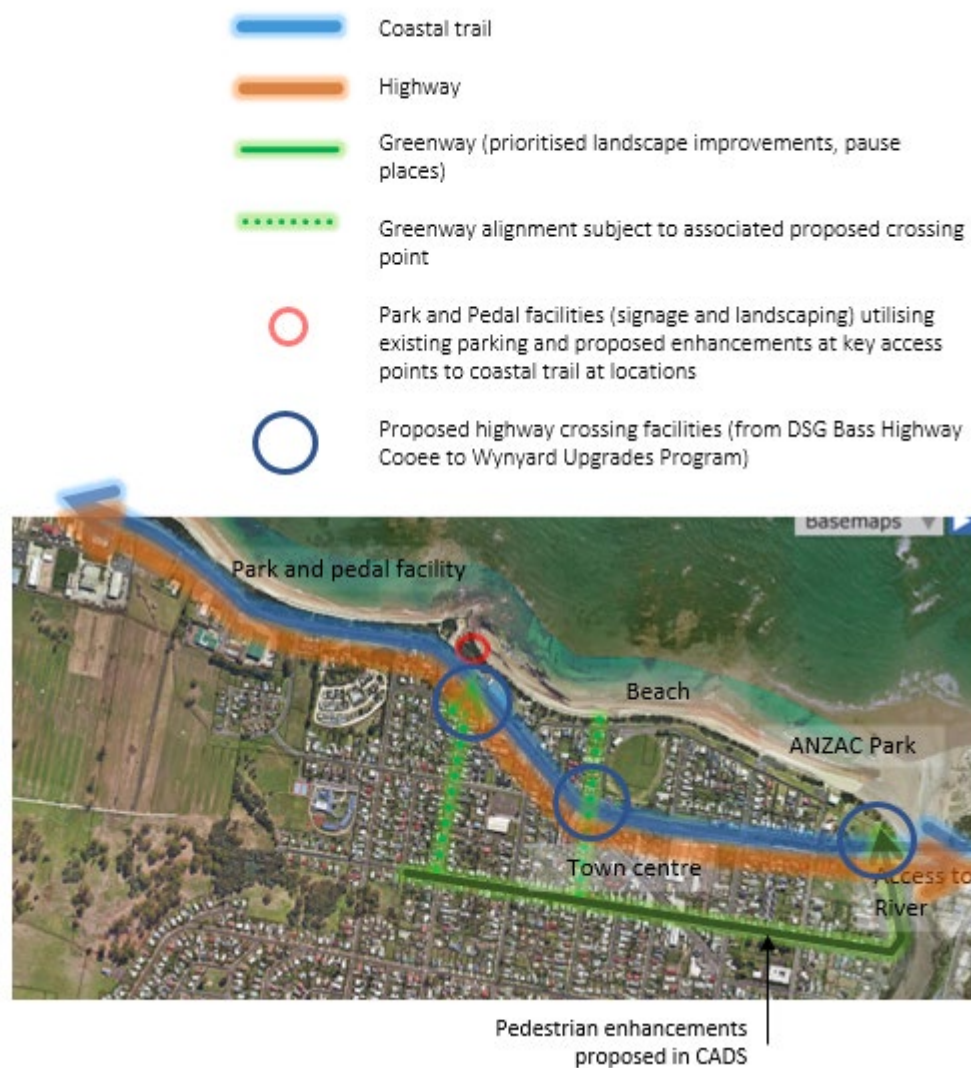 Coastal trail
Highway
Greenway (prioritised landscape improvements, pause
places)
Greenway alignment subject to associated proposed crossing
point
Park and Pedal facilities (signage and landscaping) utilising
existing parking and proposed enhancements at key access
points to coastal trail at locations
Proposed highway crossing facilities (from DSG Bass Highway
Cooee to Wynyard Upgrades Program)
Basemaps
Park and pedal facility
Beach
ANZAC Park
Town centre
Access to
River
Pedestrian enhancements
proposed in CADS